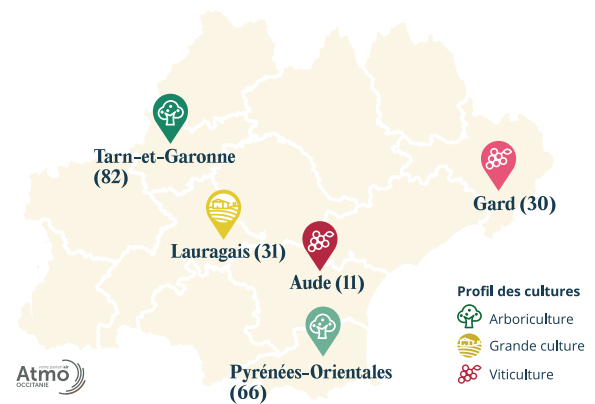 Tarn-et-Garonne
(82)
Gard (30)
Lauragais (31)
Aude (11)
Pyrénées-Orientales
(66)
Profil des cultures
Arboriculture
Grande culture
Viticulture
Atmo
OCCITANIE